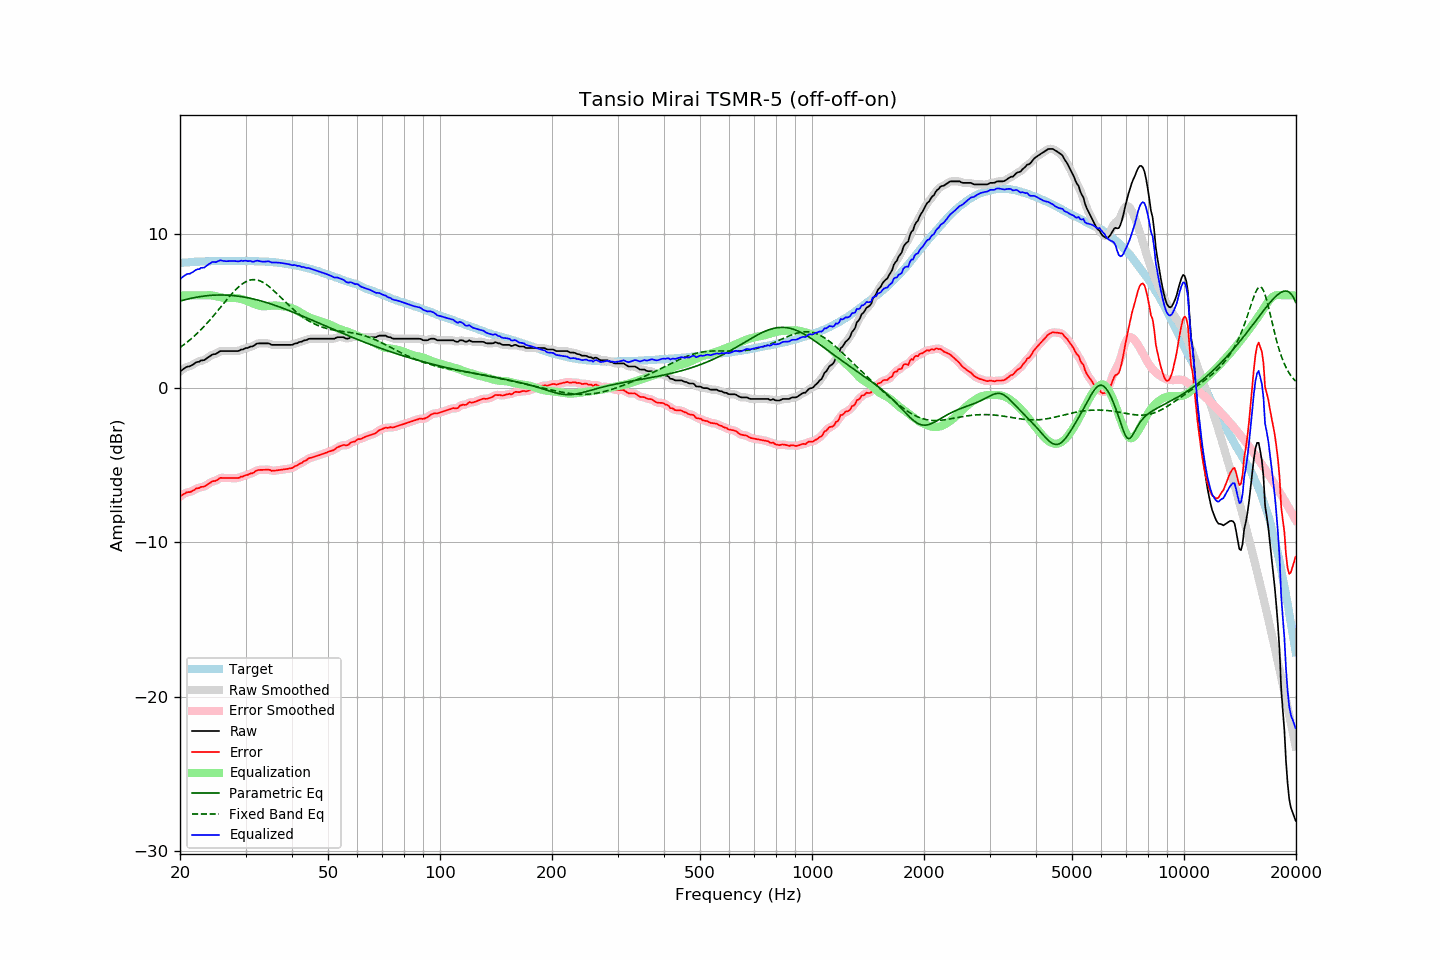 Tansio Mirai TSMR-5 (off-off-on)
Amplitude (dBr)
10
0
−10
−20
−30
Target
Raw Smoothed
Error Smoothed
Raw
Error
Equalization
Parametric Eq
Fixed Band Eq
Equalized
20 50 100 200 500 1000 2000 5000 10000 20000
Frequency (Hz)